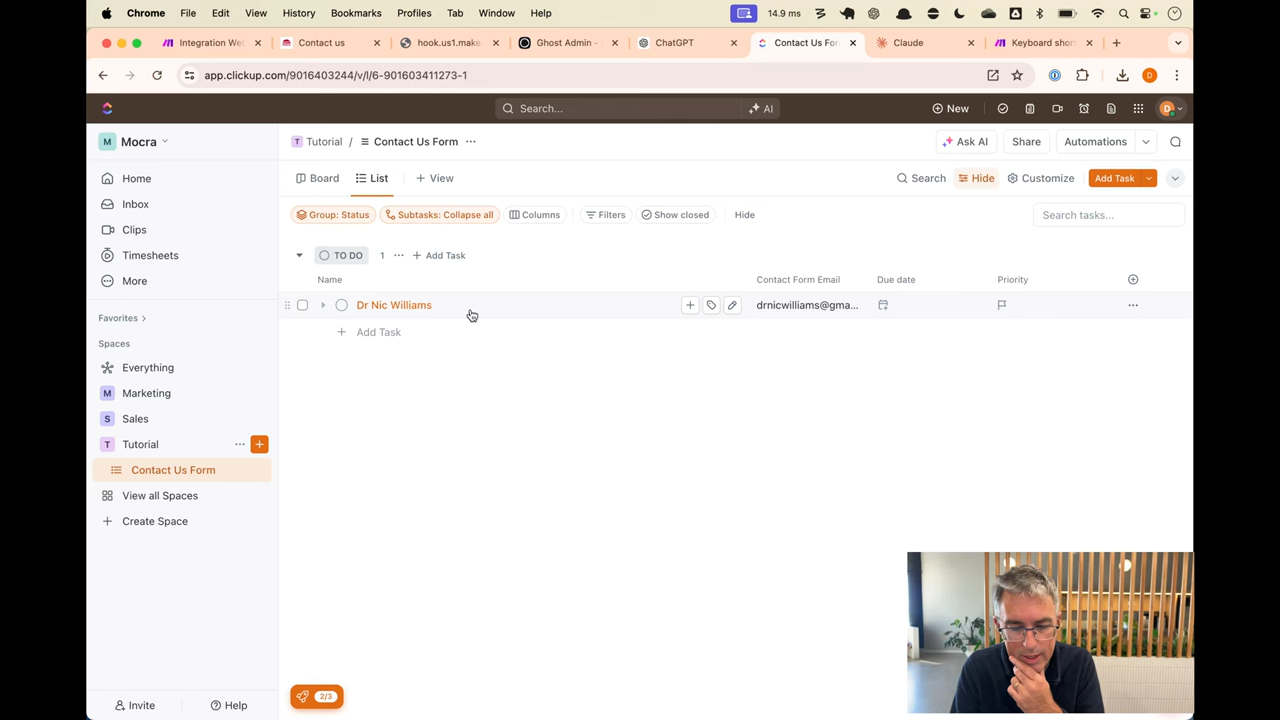 Chrome File Edit View History Bookmarks Profiles Tab Window Help 14.9 ms
Integration We Contact us hook.us1.make Ghost Admin - ChatGPT Contact Us For Claude Keyboard short
app.clickup.com/9016403244/v/l/6-901603411273-1 D
Search... AI New D
M Mocra T Tutorial / Contact Us Form Ask AI Share Automations
Home Board List + View Search Hide Customize Add Task
Inbox Group: Status Subtasks: Collapse all Columns Filters Show closed Hide Search tasks...
Clips
Timesheets TO DO 1 + Add Task
More Name Contact Form Email Due date Priority
Dr Nic Williams drnicwilliams@gma...
Favorites + Add Task
Spaces
Everything
M Marketing
S Sales
T Tutorial
Contact Us Form
View all Spaces
Create Space
Invite Help 2/3